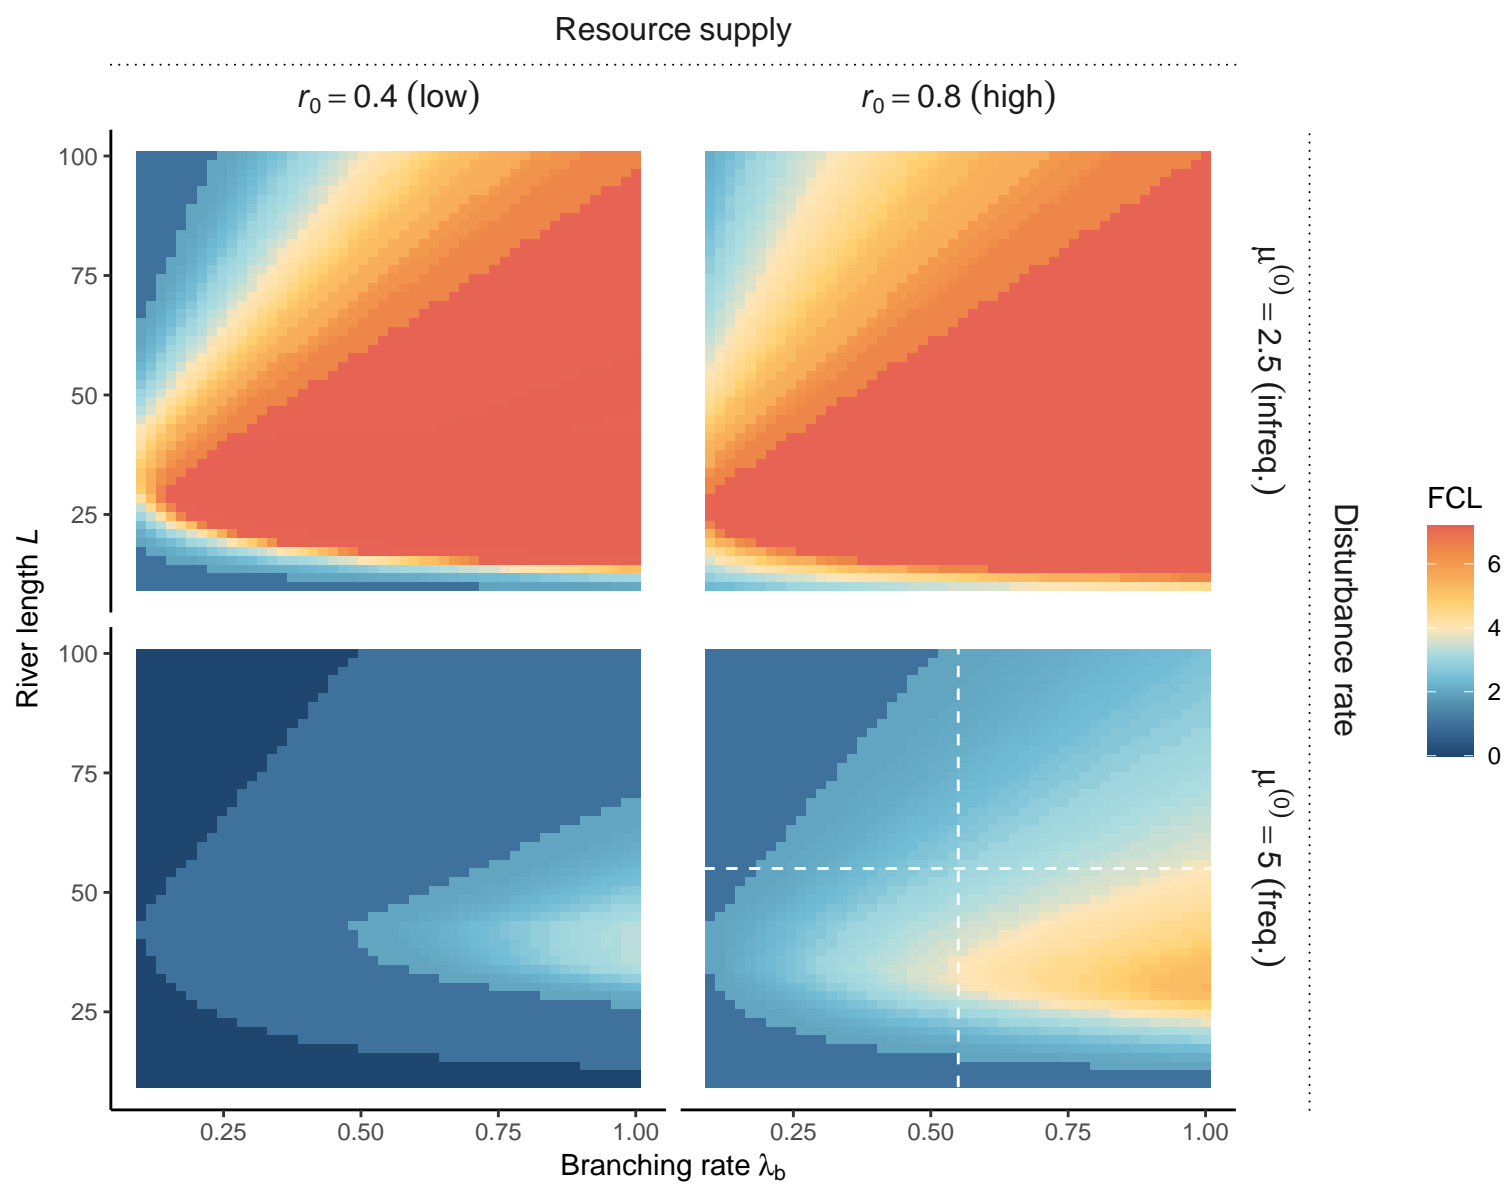 Resource supply
r₀ = 0.4 (low)
r₀ = 0.8 (high)
100
75
50
25
100
75
50
25
River length L
0.25
0.50
0.75
1.00
0.25
0.50
0.75
1.00
Branching rate λ_b
μ⁽⁰⁾ = 2.5 (infreq.)
μ⁽⁰⁾ = 5 (freq.)
Disturbance rate
FCL
6
4
2
0